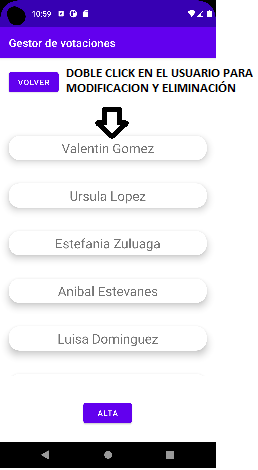 10:59
Gestor de votaciones
VOLVER
DOBLE CLICK EN EL USUARIO PARA
MODIFICACION Y ELIMINACIÓN
Valentin Gomez
Ursula Lopez
Estefania Zuluaga
Anibal Estevanes
Luisa Dominguez
ALTA